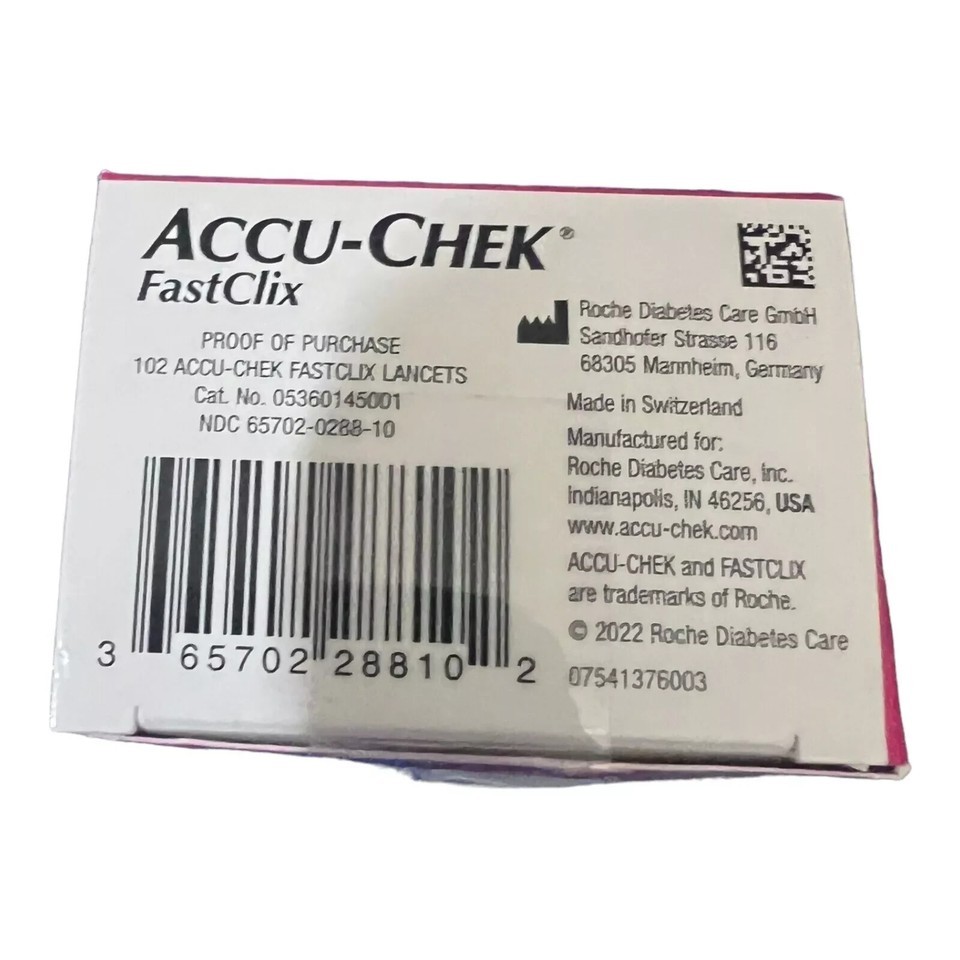 ACCU-CHEK®
FastClix
PROOF OF PURCHASE
102 ACCU-CHEK FASTCLIX LANCETS
Cat. No. 05360145001
NDC 65702-0288-10
3 65702 28810 2
Roche Diabetes Care GmbH
Sandhofer Strasse 116
68305 Mannheim, Germany
Made in Switzerland
Manufactured for:
Roche Diabetes Care, Inc.
Indianapolis, IN 46256, USA
www.accu-chek.com
ACCU-CHEK and FASTCLIX
are trademarks of Roche.
© 2022 Roche Diabetes Care
07541376003